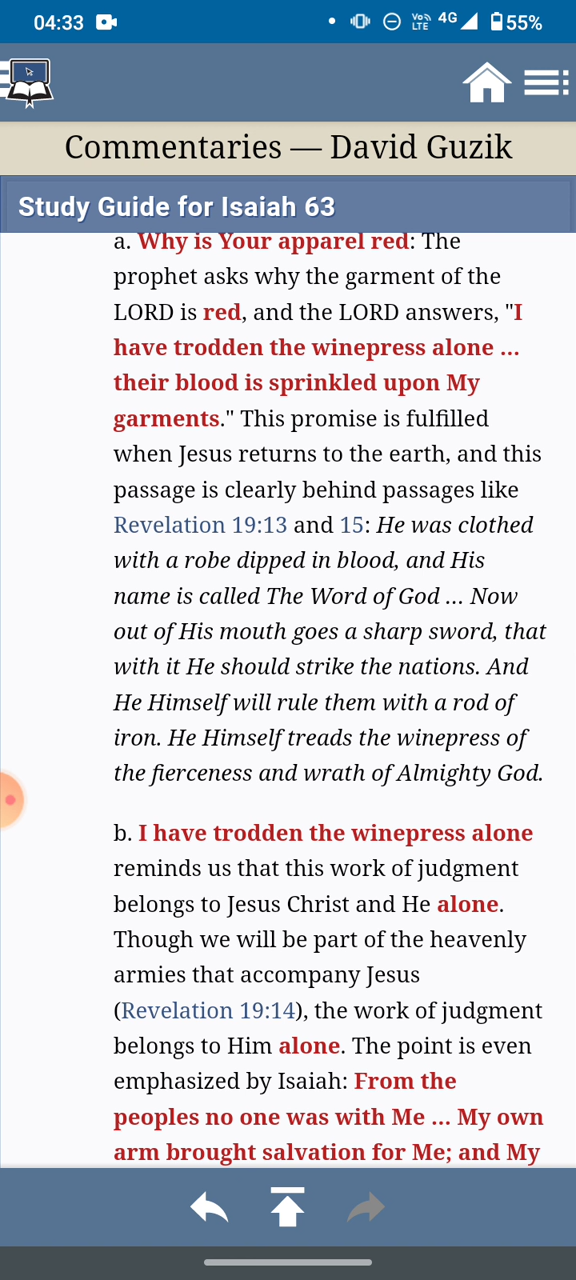 04:33
Vo)) LTE 4G 55%
Commentaries — David Guzik
Study Guide for Isaiah 63
a. Why is Your apparel red: The
prophet asks why the garment of the
LORD is red, and the LORD answers, "I
have trodden the winepress alone ...
their blood is sprinkled upon My
garments." This promise is fulfilled
when Jesus returns to the earth, and this
passage is clearly behind passages like
Revelation 19:13 and 15: He was clothed
with a robe dipped in blood, and His
name is called The Word of God ... Now
out of His mouth goes a sharp sword, that
with it He should strike the nations. And
He Himself will rule them with a rod of
iron. He Himself treads the winepress of
the fierceness and wrath of Almighty God.
b. I have trodden the winepress alone
reminds us that this work of judgment
belongs to Jesus Christ and He alone.
Though we will be part of the heavenly
armies that accompany Jesus
(Revelation 19:14), the work of judgment
belongs to Him alone. The point is even
emphasized by Isaiah: From the
peoples no one was with Me ... My own
arm brought salvation for Me; and My